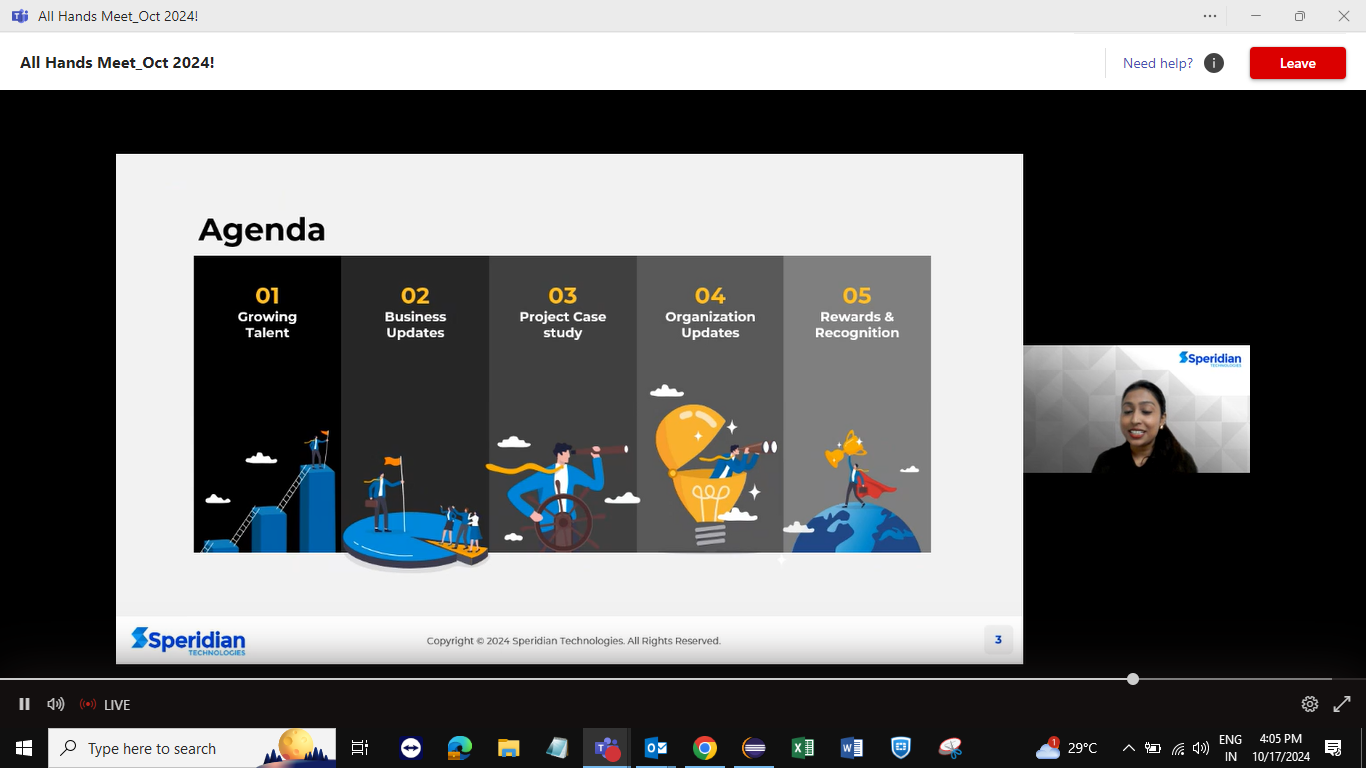 All Hands Meet_Oct 2024!
All Hands Meet_Oct 2024!
Need help?
Leave
Agenda
01
Growing
Talent
02
Business
Updates
03
Project Case
study
04
Organization
Updates
05
Rewards &
Recognition
Speridian
TECHNOLOGIES
Speridian
TECHNOLOGIES
Copyright © 2024 Speridian Technologies. All Rights Reserved.
3
LIVE
Type here to search
1
29°C
ENG
IN
4:05 PM
10/17/2024